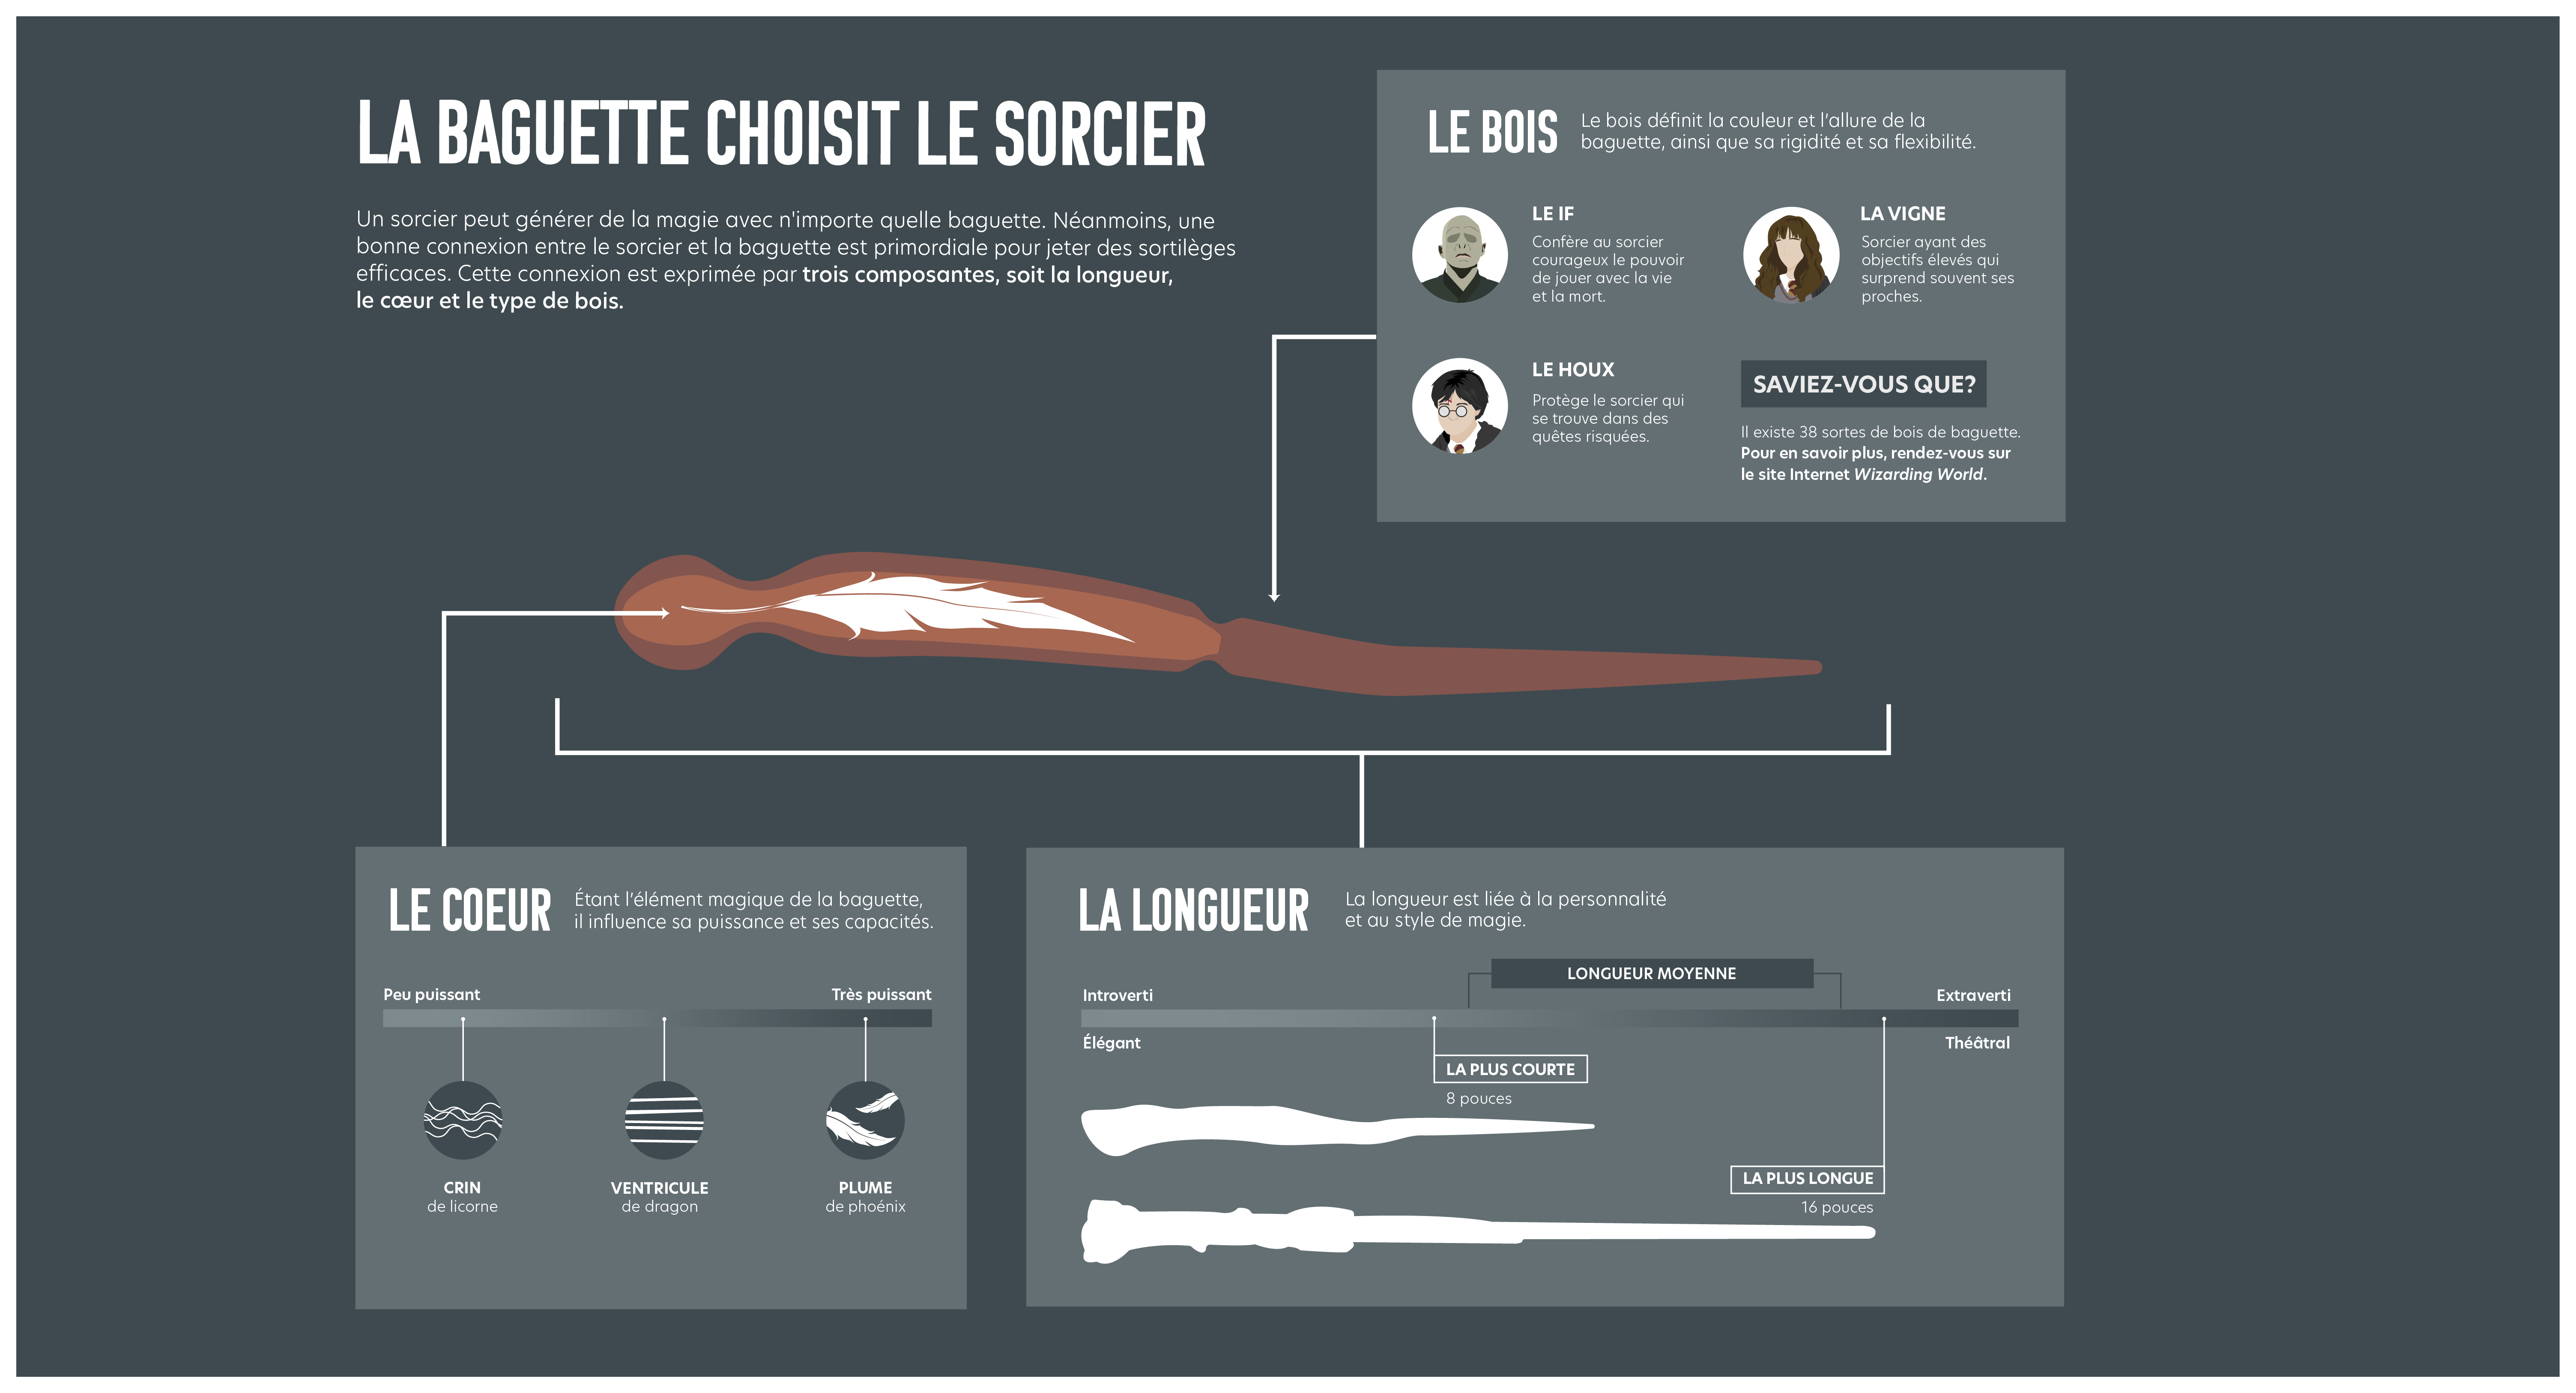 LA BAGUETTE CHOISIT LE SORCIER
Un sorcier peut générer de la magie avec n'importe quelle baguette. Néanmoins, une
bonne connexion entre le sorcier et la baguette est primordiale pour jeter des sortilèges
efficaces. Cette connexion est exprimée par trois composantes, soit la longueur,
le cœur et le type de bois.
LE BOIS
Le bois définit la couleur et l’allure de la
baguette, ainsi que sa rigidité et sa flexibilité.
LE IF
Confère au sorcier
courageux le pouvoir
de jouer avec la vie
et la mort.
LA VIGNE
Sorcier ayant des
objectifs élevés qui
surprend souvent ses
proches.
LE HOUX
Protège le sorcier qui
se trouve dans des
quêtes risquées.
SAVIEZ-VOUS QUE?
Il existe 38 sortes de bois de baguette.
Pour en savoir plus, rendez-vous sur
le site Internet Wizarding World.
LE COEUR
Étant l’élément magique de la baguette,
il influence sa puissance et ses capacités.
Peu puissant
Très puissant
CRIN
de licorne
VENTRICULE
de dragon
PLUME
de phoénix
LA LONGUEUR
La longueur est liée à la personnalité
et au style de magie.
LONGUEUR MOYENNE
Introverti
Extraverti
Élégant
Théâtral
LA PLUS COURTE
8 pouces
LA PLUS LONGUE
16 pouces